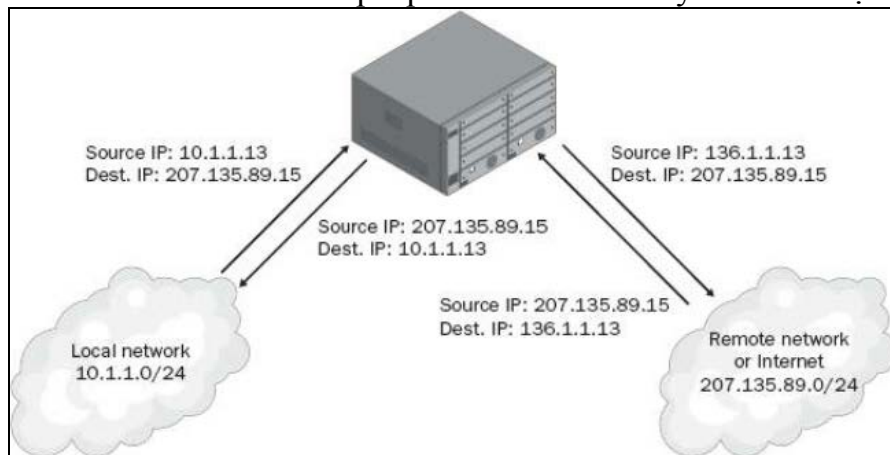 Source IP: 10.1.1.13
Dest. IP: 207.135.89.15
Source IP: 136.1.1.13
Dest. IP: 207.135.89.15
Source IP: 207.135.89.15
Dest. IP: 10.1.1.13
Source IP: 207.135.89.15
Dest. IP: 136.1.1.13
Local network
10.1.1.0/24
Remote network
or Internet
207.135.89.0/24